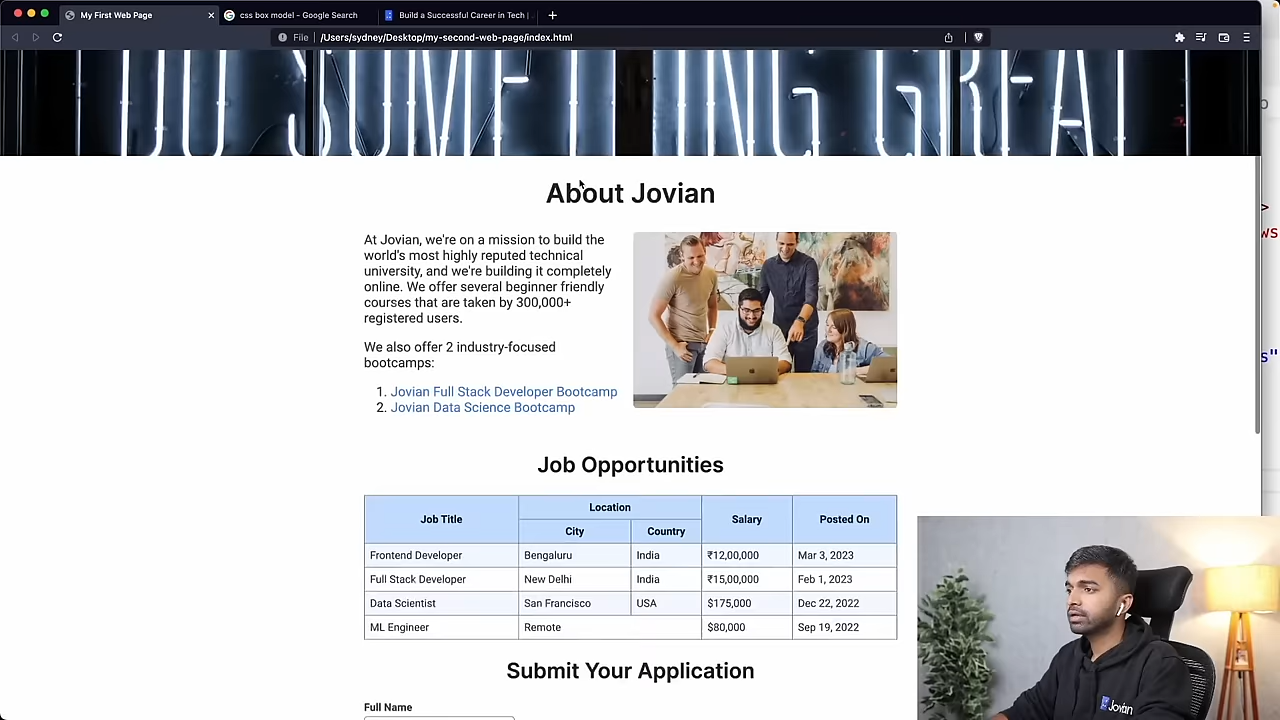 My First Web Page
css box model - Google Search
Build a Successful Career in Tech |
File /Users/sydney/Desktop/my-second-web-page/index.html
DO SOMETHING GREAT
About Jovian
At Jovian, we're on a mission to build the
world's most highly reputed technical
university, and we're building it completely
online. We offer several beginner friendly
courses that are taken by 300,000+
registered users.
We also offer 2 industry-focused
bootcamps:
1. Jovian Full Stack Developer Bootcamp
2. Jovian Data Science Bootcamp
Job Opportunities
Job Title Location Salary Posted On
City Country
Frontend Developer Bengaluru India ₹12,00,000 Mar 3, 2023
Full Stack Developer New Delhi India ₹15,00,000 Feb 1, 2023
Data Scientist San Francisco USA $175,000 Dec 22, 2022
ML Engineer Remote $80,000 Sep 19, 2022
Submit Your Application
Full Name
Jovian